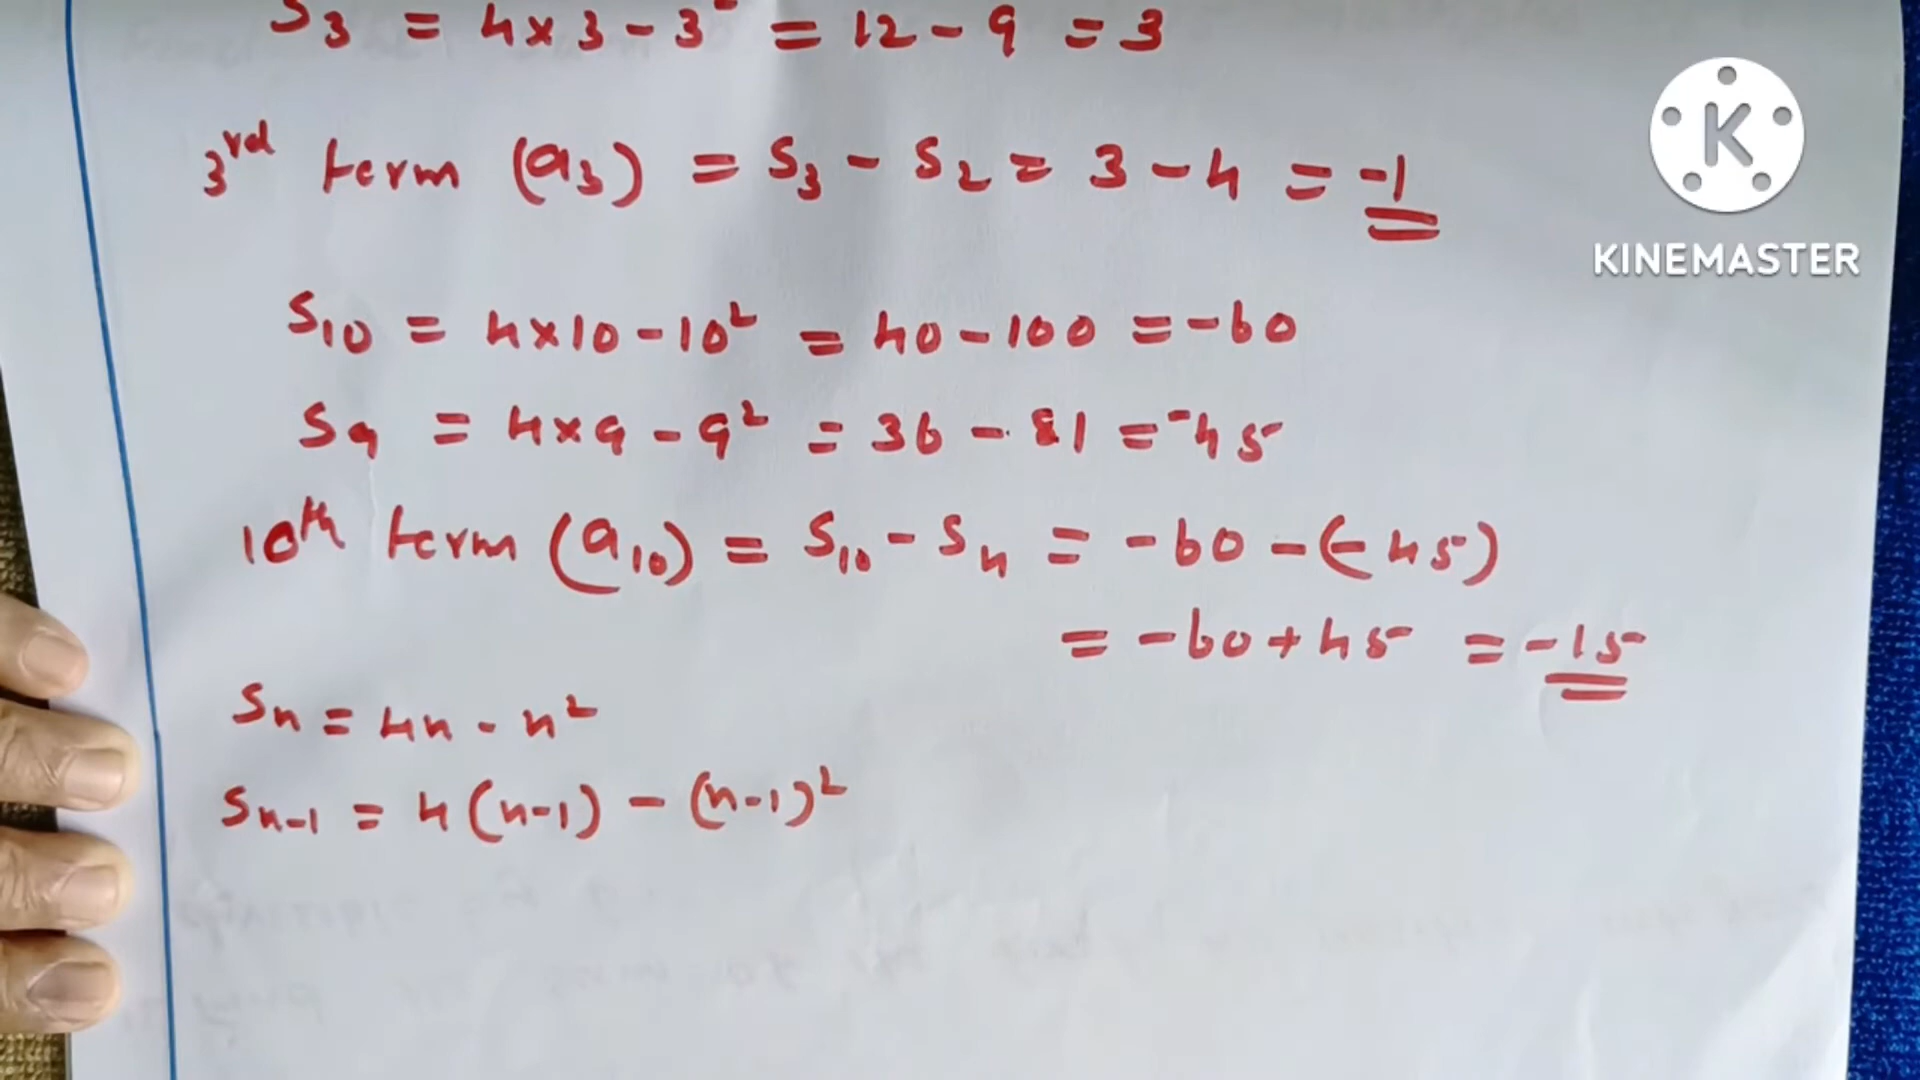 S₃ = 4×3 - 3² = 12 - 9 = 3
3rd term (a₃) = S₃ - S₂ = 3 - 4 = -1
S₁₀ = 4×10 - 10² = 40 - 100 = -60
S₉ = 4×9 - 9² = 36 - 81 = -45
10th term (a₁₀) = S₁₀ - Sₙ = -60 - (-45)
= -60 + 45 = -15
Sₙ = 4n - n²
Sₙ₋₁ = 4(n-1) - (n-1)²
K
KINEMASTER